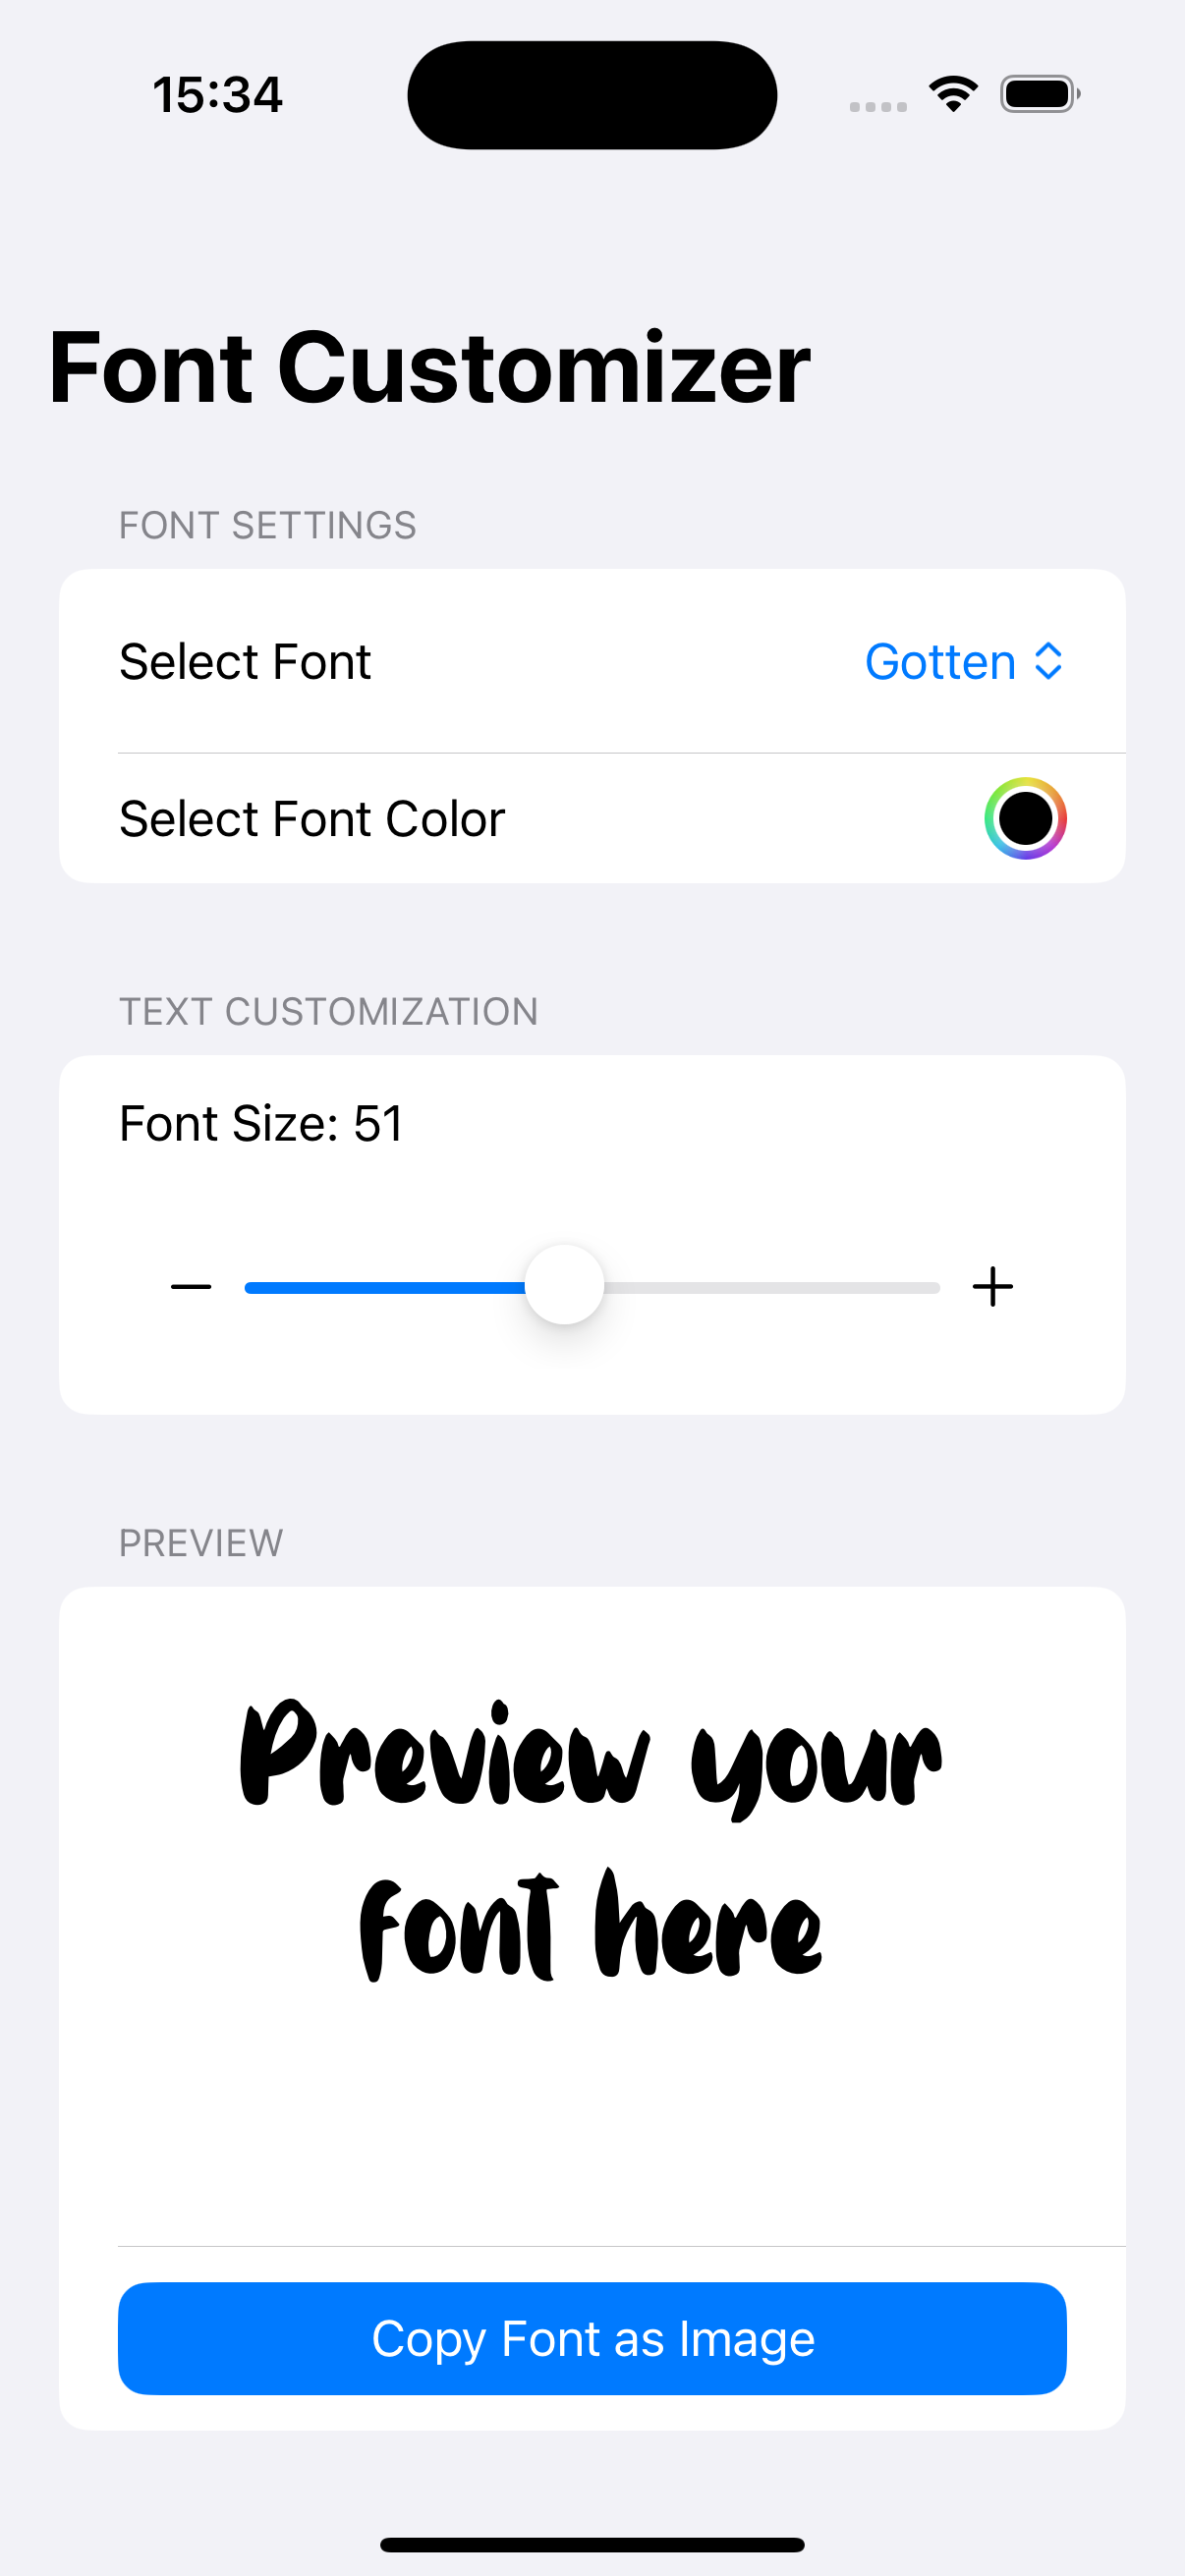 15:34
Font Customizer
FONT SETTINGS
Select Font Gotten
Select Font Color
TEXT CUSTOMIZATION
Font Size: 51
PREVIEW
Preview your
font here
Copy Font as Image